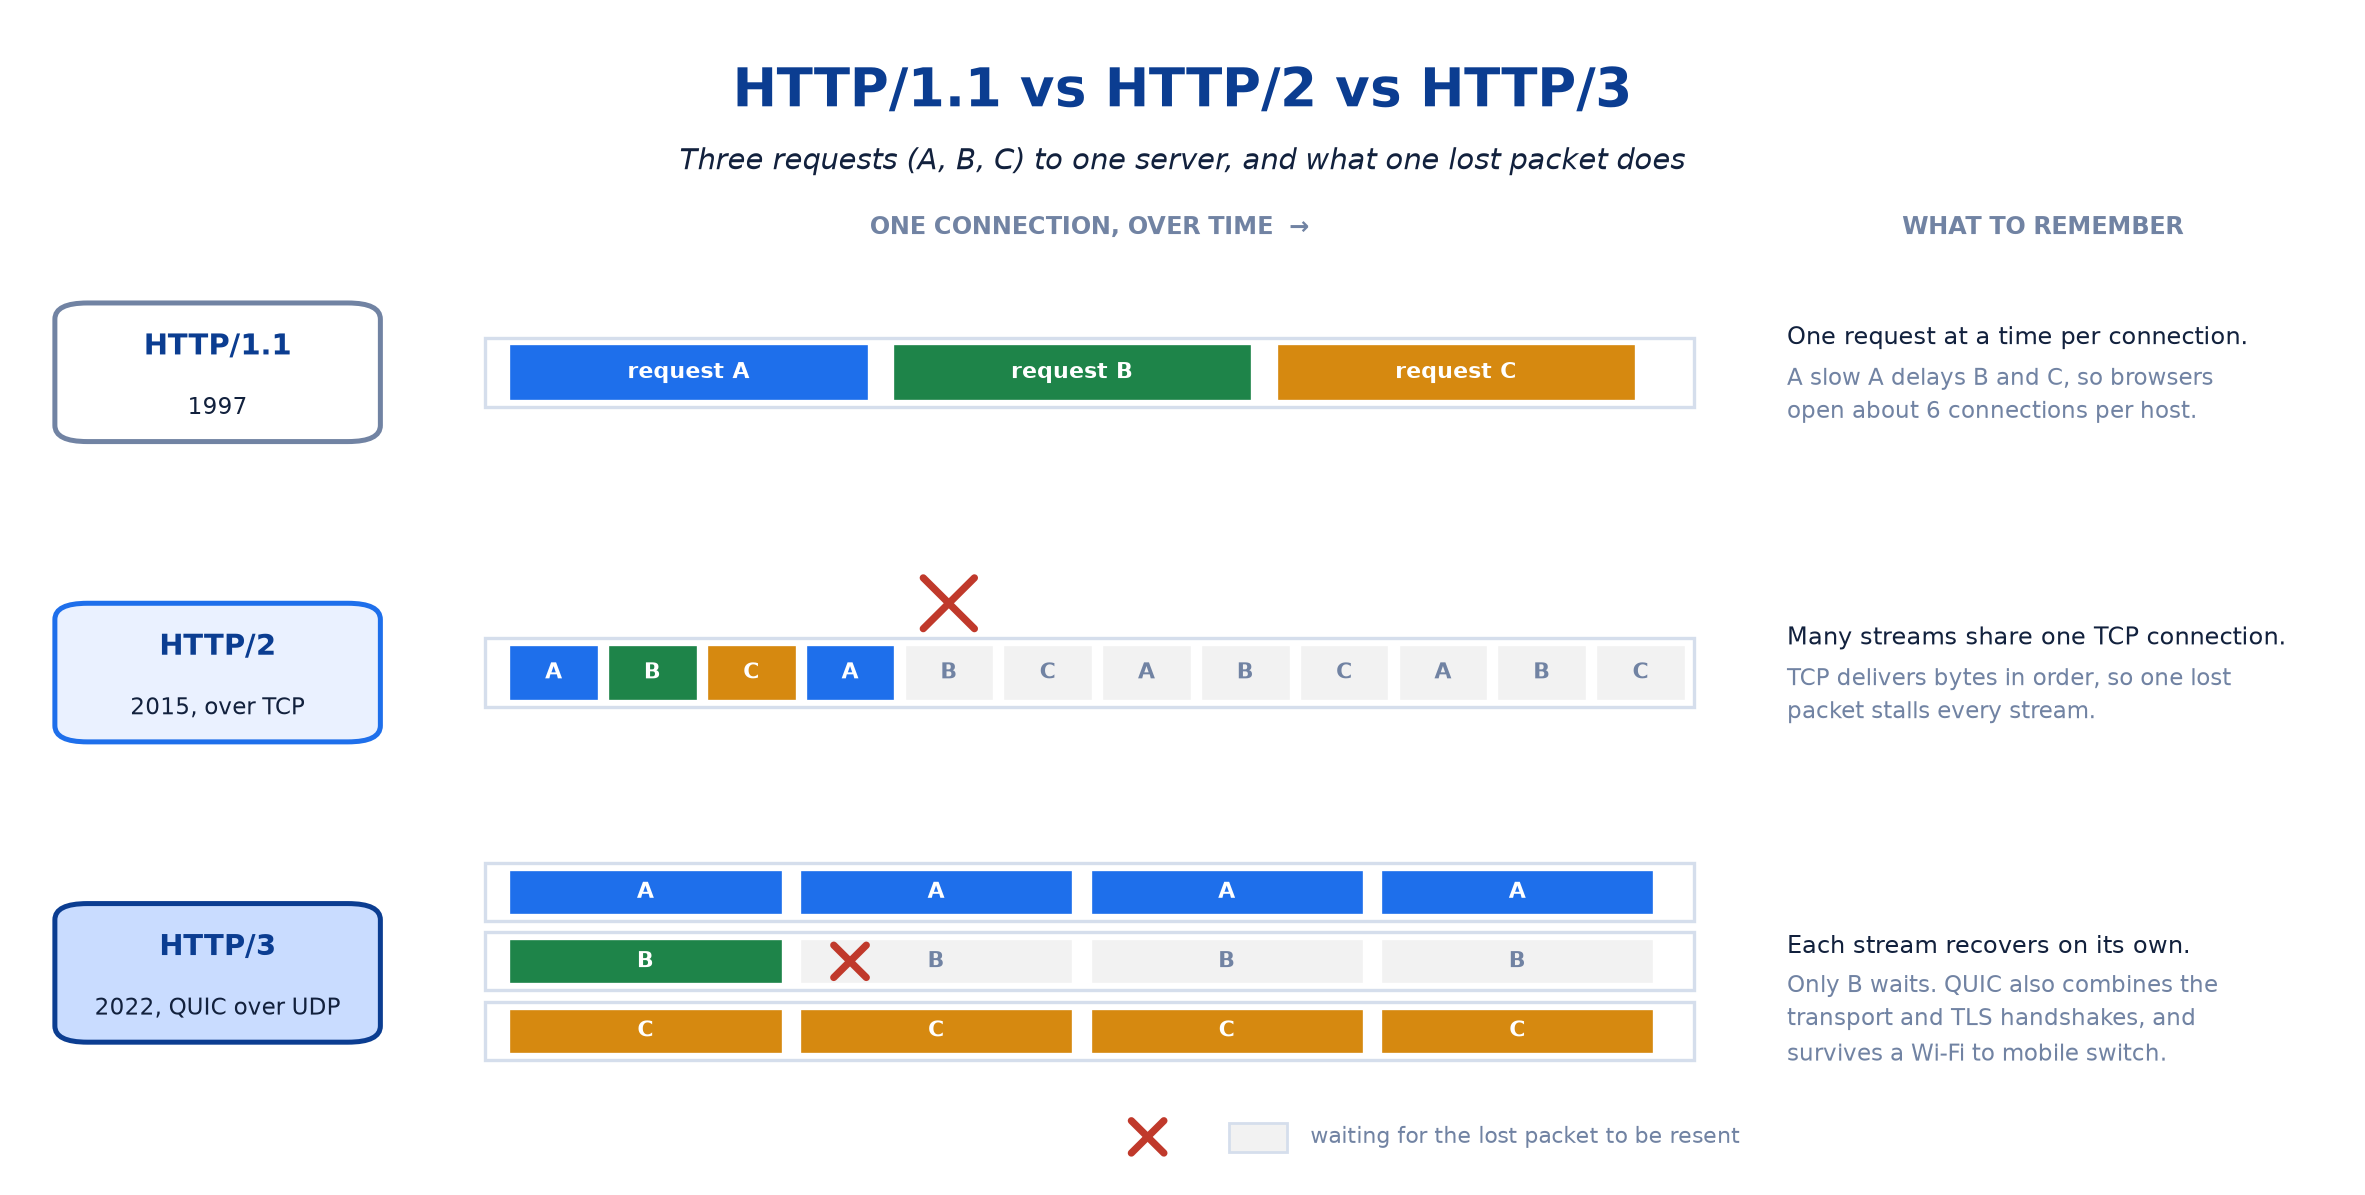 HTTP/1.1 vs HTTP/2 vs HTTP/3
Three requests (A, B, C) to one server, and what one lost packet does
ONE CONNECTION, OVER TIME →
WHAT TO REMEMBER
HTTP/1.1
1997
request A
request B
request C
One request at a time per connection.
A slow A delays B and C, so browsers
open about 6 connections per host.
HTTP/2
2015, over TCP
A B C A B C A B C A B C
Many streams share one TCP connection.
TCP delivers bytes in order, so one lost
packet stalls every stream.
HTTP/3
2022, QUIC over UDP
A A A A
B B B B
C C C C
Each stream recovers on its own.
Only B waits. QUIC also combines the
transport and TLS handshakes, and
survives a Wi-Fi to mobile switch.
waiting for the lost packet to be resent